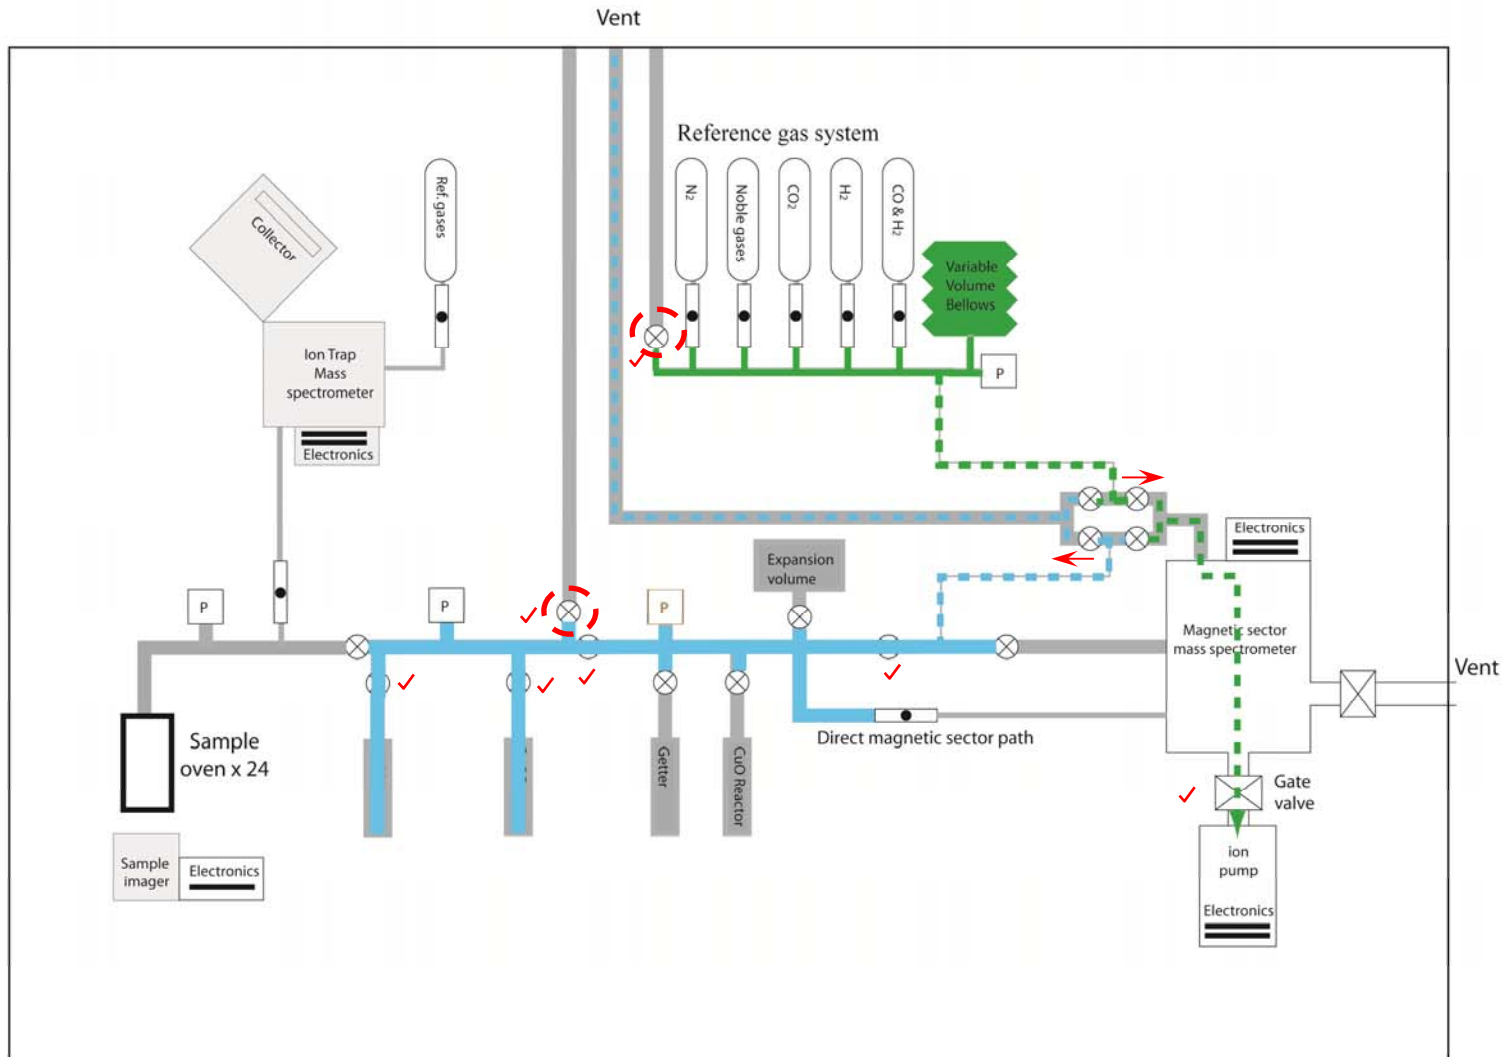 Vent
Reference gas system
Ref. gases
N2
Noble gases
CO2
H2
CO & H2
Collector
Variable
Volume
Bellows
Ion Trap
Mass
spectrometer
P
Electronics
Electronics
Expansion
volume
P
P
P
Magnetic sector
mass spectrometer
Vent
Direct magnetic sector path
Sample
oven x 24
Getter
CuO Reactor
Gate
valve
ion
pump
Sample
imager
Electronics
Electronics